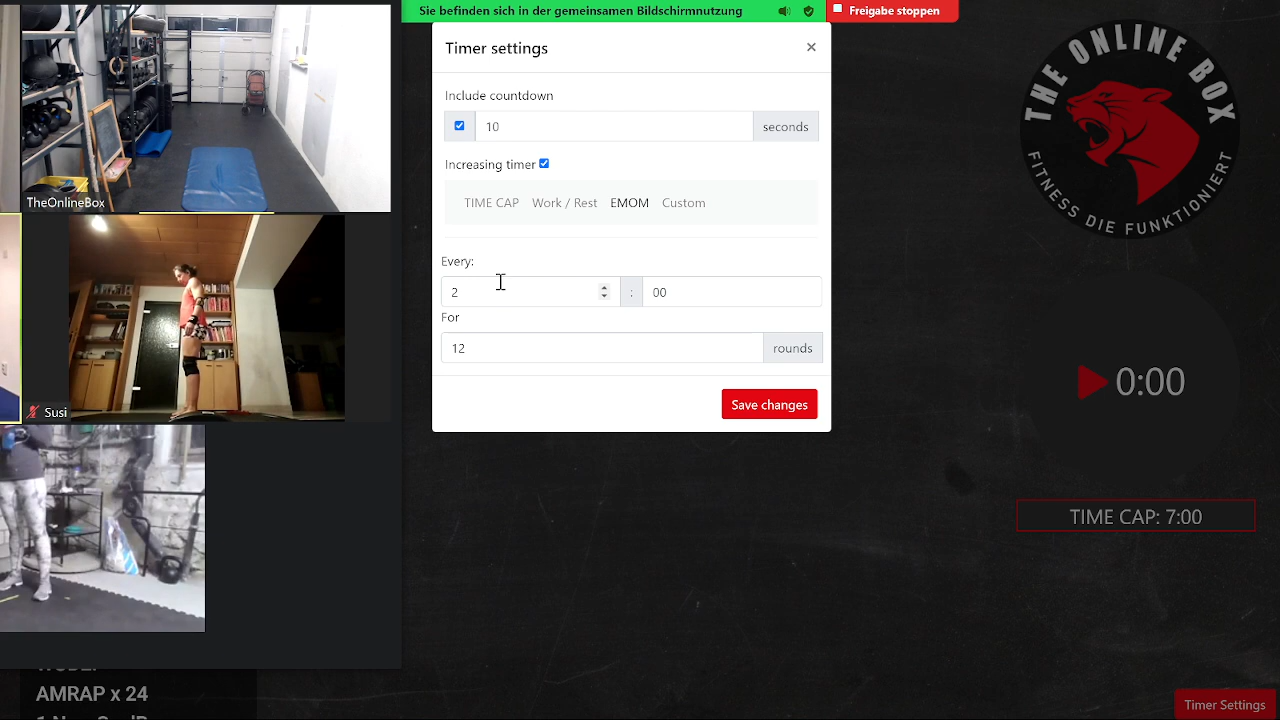 Sie befinden sich in der gemeinsamen Bildschirmnutzung
Freigabe stoppen
Timer settings
×
Include countdown
10
seconds
Increasing timer
TIME CAP
Work / Rest
EMOM
Custom
Every:
2
:
00
For
12
rounds
Save changes
TheOnlineBox
Susi
AMRAP x 24
THE ONLINE BOX
FITNESS DIE FUNKTIONIERT
0:00
TIME CAP: 7:00
Timer Settings